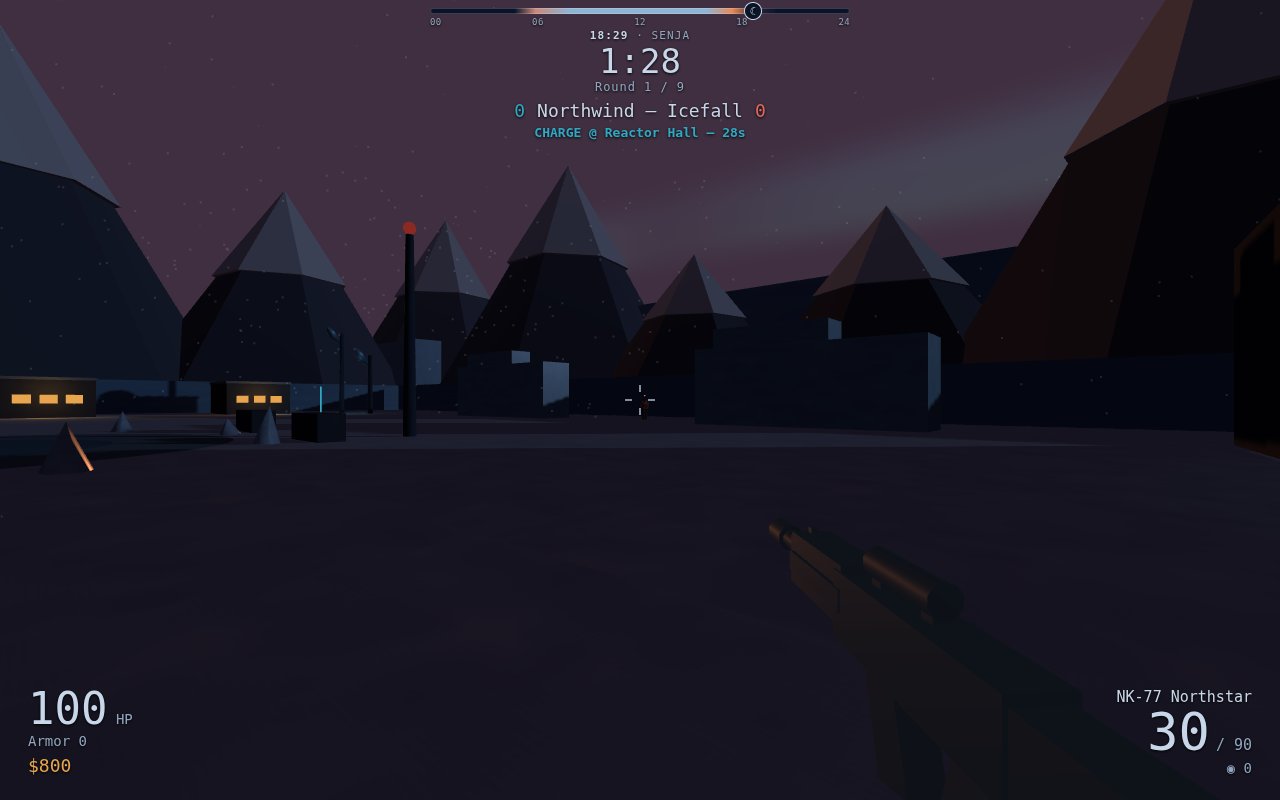 00 06 12 18 24
18:29 · SENJA
1:28
Round 1 / 9
0 Northwind — Icefall 0
CHARGE @ Reactor Hall — 28s
100 HP
Armor 0
$800
NK-77 Northstar
30 / 90
◉ 0